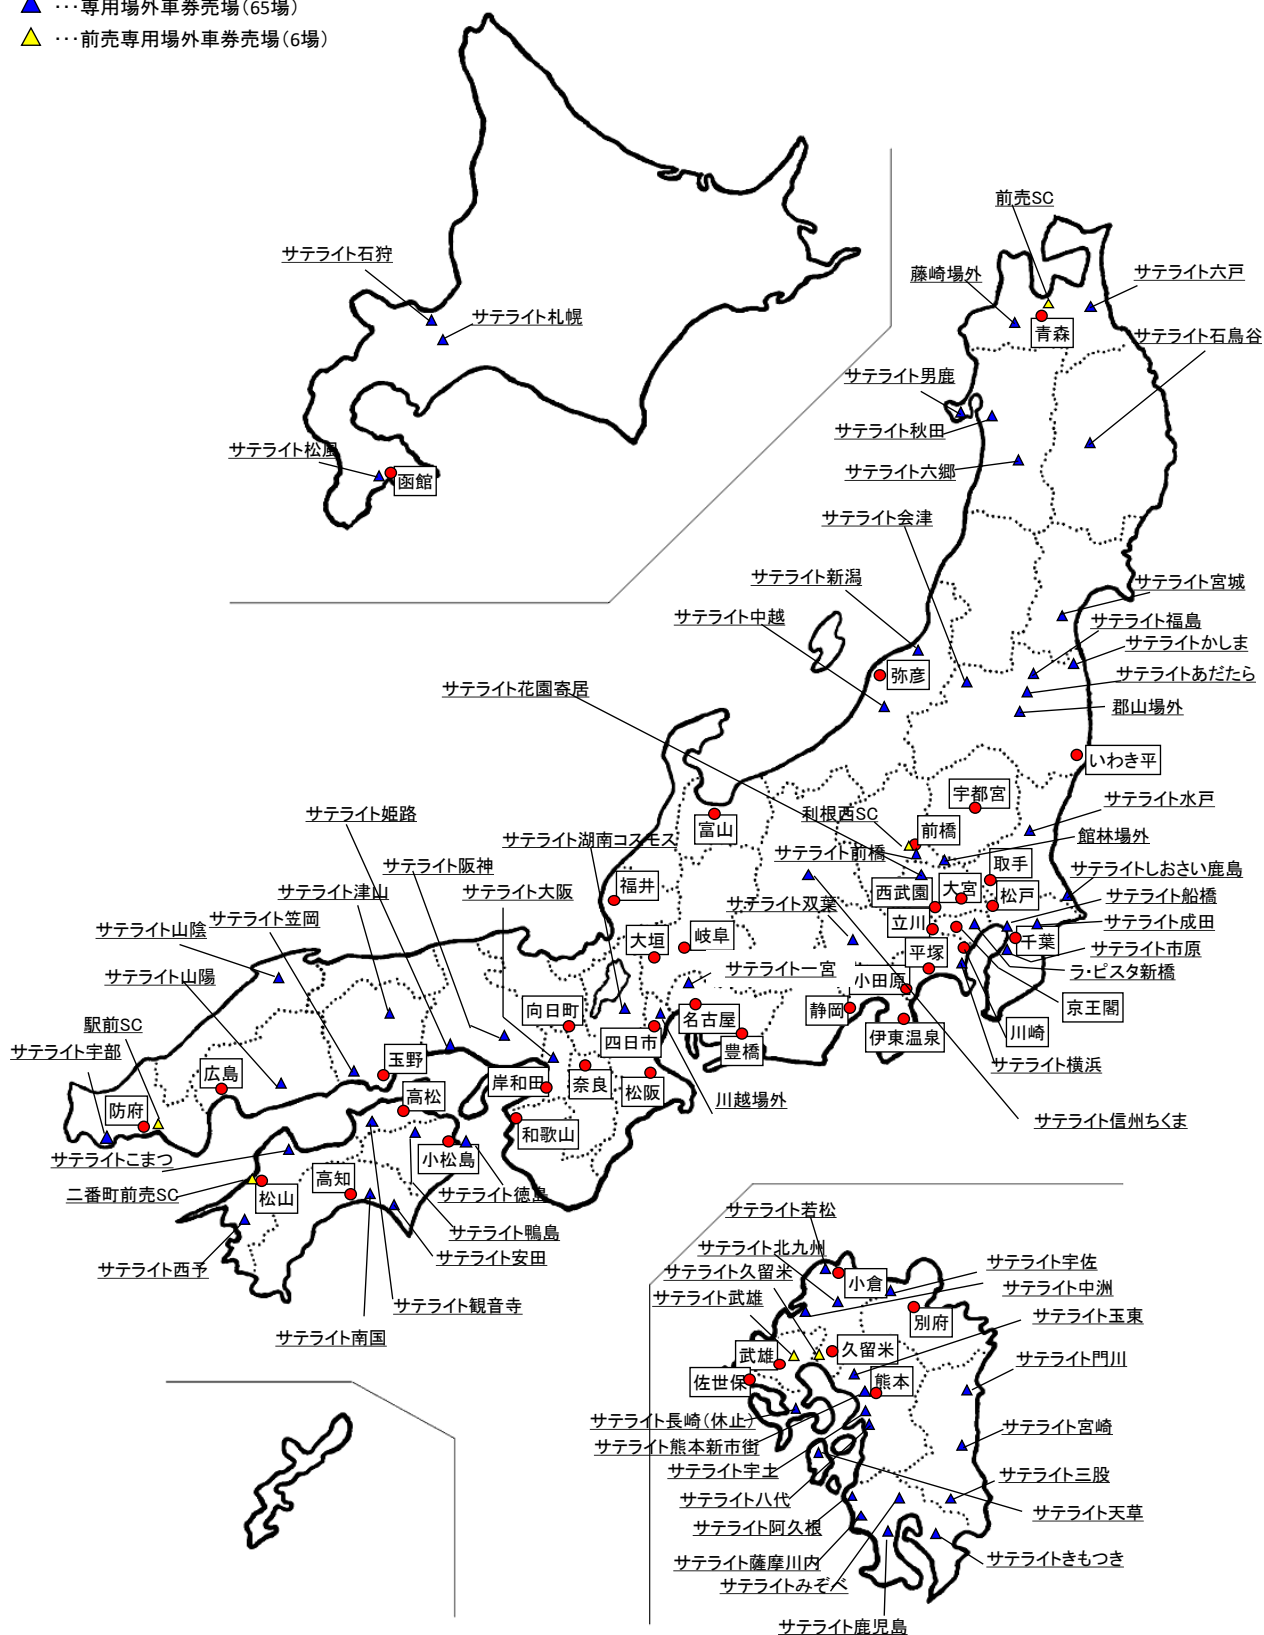 …専用場外車券売場（65場）
…前売専用場外車券売場（6場）
前売SC
サテライト石狩
藤崎場外
サテライト六戸
サテライト札幌
青森
サテライト石鳥谷
サテライト男鹿
サテライト秋田
サテライト松風
函館
サテライト六郷
サテライト会津
サテライト新潟
サテライト宮城
サテライト中越
サテライト福島
サテライトかしま
弥彦
サテライトあだたら
サテライト花園寄居
郡山場外
いわき平
宇都宮
サテライト水戸
サテライト姫路
利根西SC
前橋
富山
館林場外
サテライト湖南コスモス
サテライト前橋
取手
サテライト阪神
サテライトしおさい鹿島
福井
西武園
大宮
松戸
サテライト津山
サテライト大阪
サテライト船橋
サテライト双葉
サテライト笠岡
立川
サテライト成田
サテライト山陰
大垣
岐阜
千葉
サテライト市原
平塚
サテライト山陽
サテライト一宮
ラ・ピスタ新橋
小田原
京王閣
向日町
名古屋
静岡
駅前SC
川崎
サテライト宇部
四日市
豊橋
伊東温泉
玉野
サテライト横浜
広島
岸和田
奈良
松阪
高松
川越場外
防府
サテライト信州ちくま
和歌山
サテライトこまつ
小松島
高知
二番町前売SC
松山
サテライト徳島
サテライト若松
サテライト鴨島
サテライト北九州
サテライト安田
サテライト宇佐
サテライト西予
サテライト久留米
小倉
サテライト中洲
サテライト武雄
サテライト観音寺
別府
サテライト玉東
サテライト南国
久留米
武雄
サテライト門川
佐世保
熊本
サテライト長崎（休止）
サテライト宮崎
サテライト熊本新市街
サテライト宇土
サテライト三股
サテライト八代
サテライト天草
サテライト阿久根
サテライト薩摩川内
サテライトきもつき
サテライトみぞべ
サテライト鹿児島